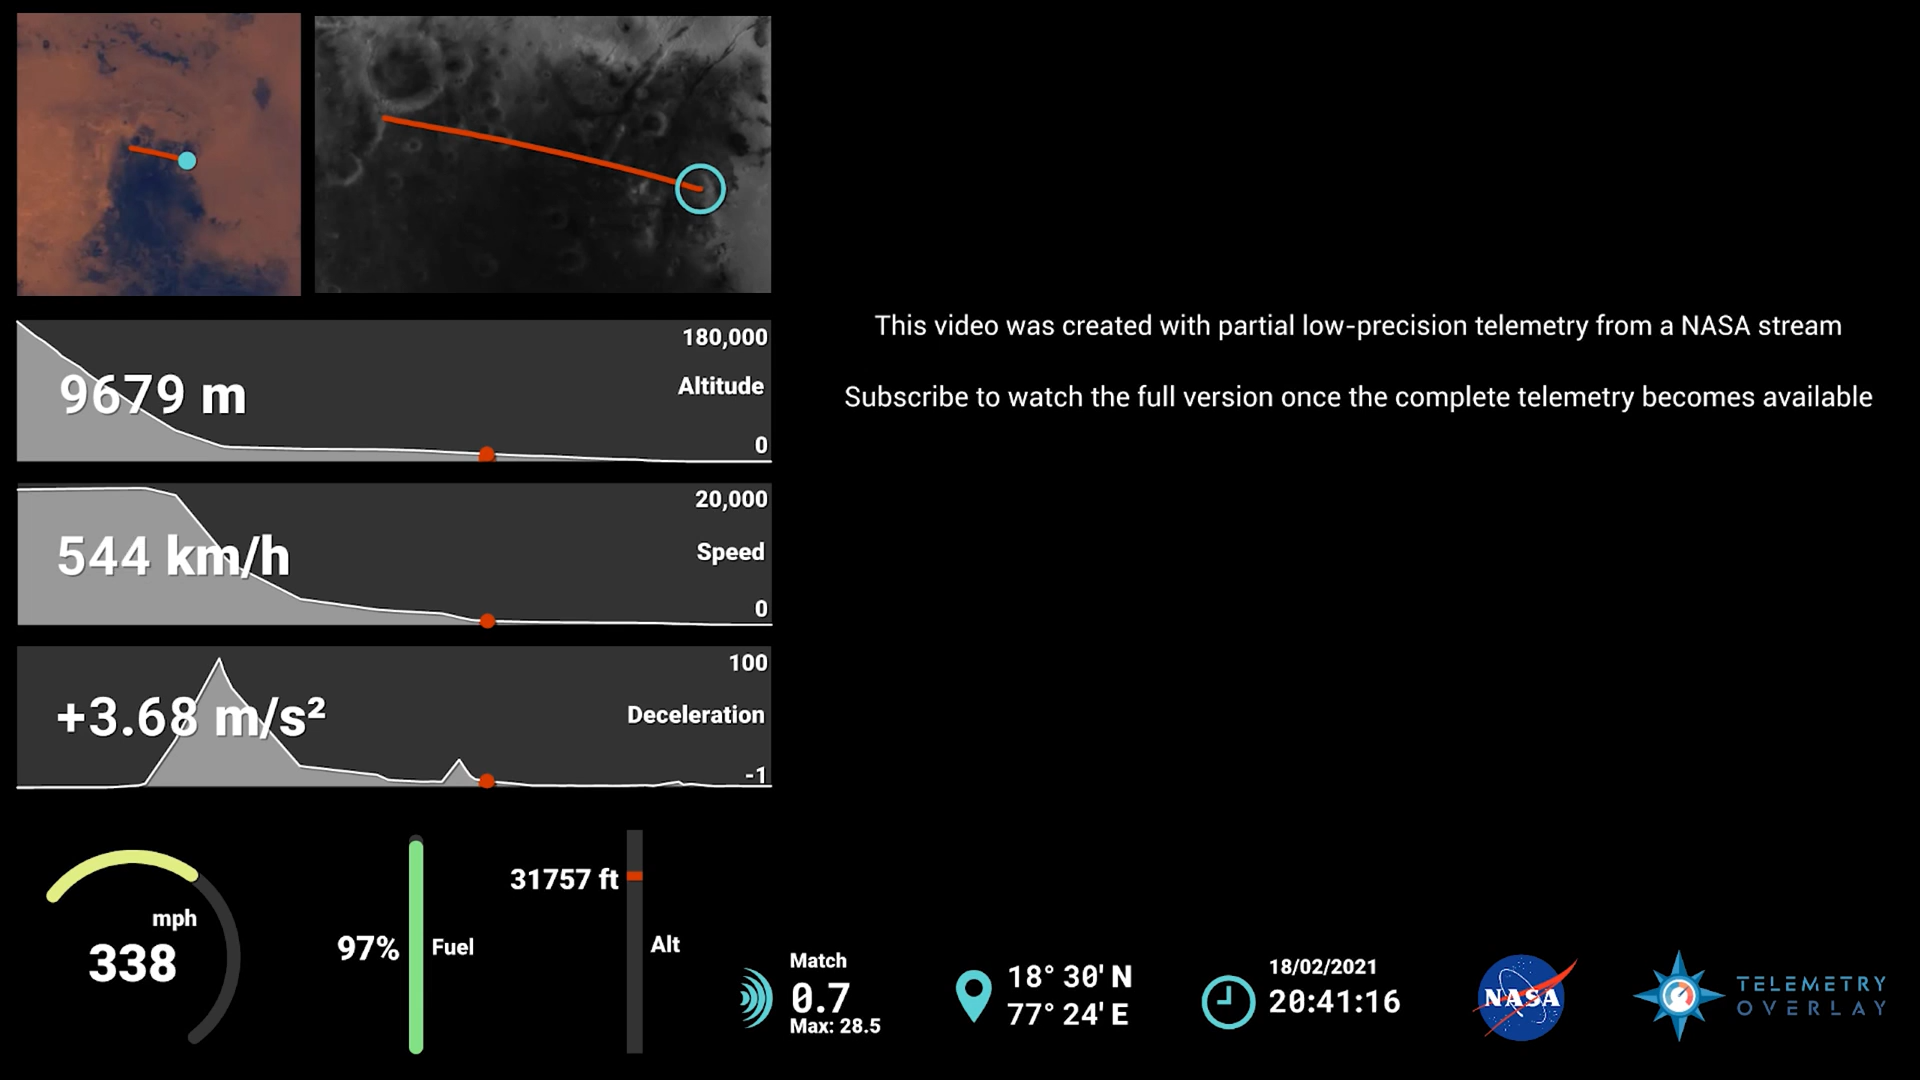 180,000
9679 m
Altitude
0
20,000
544 km/h
Speed
0
100
+3.68 m/s²
Deceleration
-1
mph
338
97%
Fuel
31757 ft
Alt
Match
0.7
Max: 28.5
18° 30' N
77° 24' E
18/02/2021
20:41:16
NASA
TELEMETRY
OVERLAY
This video was created with partial low-precision telemetry from a NASA stream
Subscribe to watch the full version once the complete telemetry becomes available